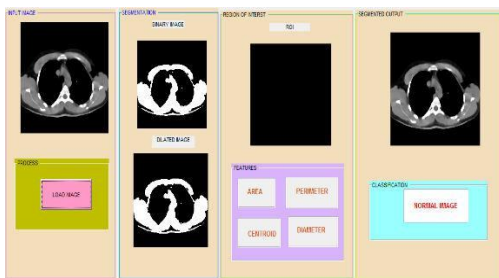 INPUT IMAGE
PROCESS
LOAD IMAGE
SEGMENTATION
BINARY IMAGE
DILATED IMAGE
REGION OF INTERST
ROI
FEATURES
AREA
PERIMETER
CENTROID
DIAMETER
SEGMENTED OUTPUT
CLASSIFICATION
NORMAL IMAGE